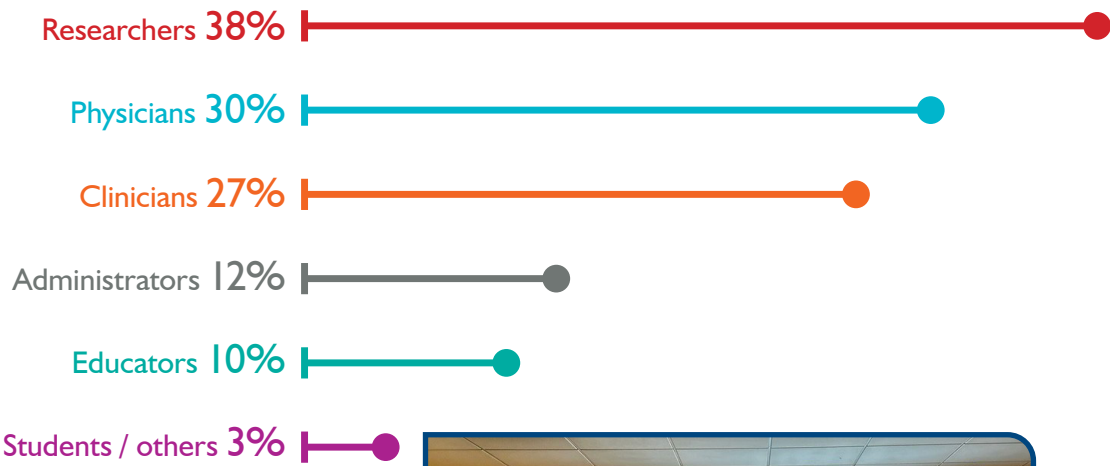 Researchers 38%
Physicians 30%
Clinicians 27%
Administrators 12%
Educators 10%
Students / others 3%